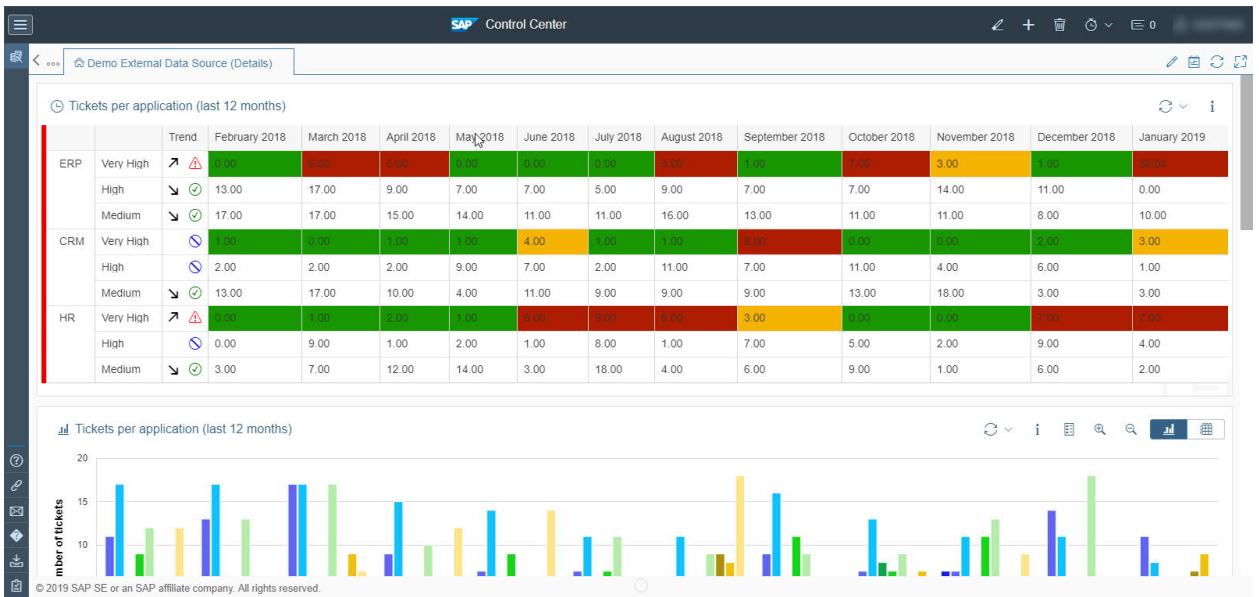 SAP Control Center
0
Demo External Data Source (Details)
Tickets per application (last 12 months)
i
Trend February 2018 March 2018 April 2018 May 2018 June 2018 July 2018 August 2018 September 2018 October 2018 November 2018 December 2018 January 2019
ERP Very High 0.00 0.00 0.00 0.00 1.00 3.00 1.00
High 13.00 17.00 9.00 7.00 7.00 5.00 9.00 7.00 7.00 14.00 11.00 0.00
Medium 17.00 17.00 15.00 14.00 11.00 11.00 16.00 13.00 11.00 11.00 8.00 10.00
CRM Very High 1.00 0.00 1.00 1.00 4.00 1.00 1.00 0.00 0.00 2.00 3.00
High 2.00 2.00 2.00 9.00 7.00 2.00 11.00 7.00 11.00 4.00 6.00 1.00
Medium 13.00 17.00 10.00 4.00 11.00 9.00 9.00 9.00 13.00 18.00 3.00 3.00
HR Very High 0.00 1.00 2.00 1.00 3.00 0.00 0.00 7.00 7.00
High 0.00 9.00 1.00 2.00 1.00 8.00 1.00 7.00 5.00 2.00 9.00 4.00
Medium 3.00 7.00 12.00 14.00 3.00 18.00 4.00 6.00 9.00 1.00 6.00 2.00
Tickets per application (last 12 months)
i
20
15
10
of tickets
© 2019 SAP SE or an SAP affiliate company. All rights reserved.